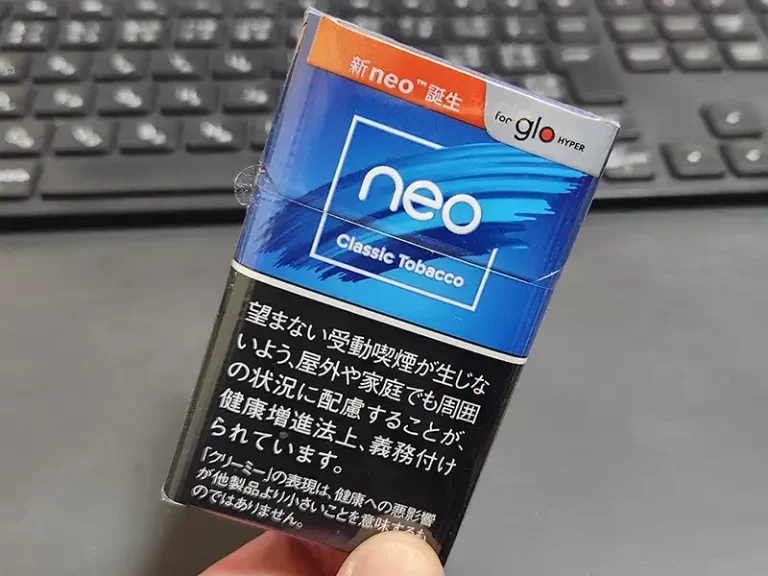 新neo™誕生
for glo HYPER
neo
Classic Tobacco
望まない受動喫煙が生じな
いよう、屋外や家庭でも周囲
の状況に配慮することが、
健康増進法上、義務付け
られています。
「クリーミー」の表現は、健康への悪影響
が他製品より小さいことを意味するも
のではありません。